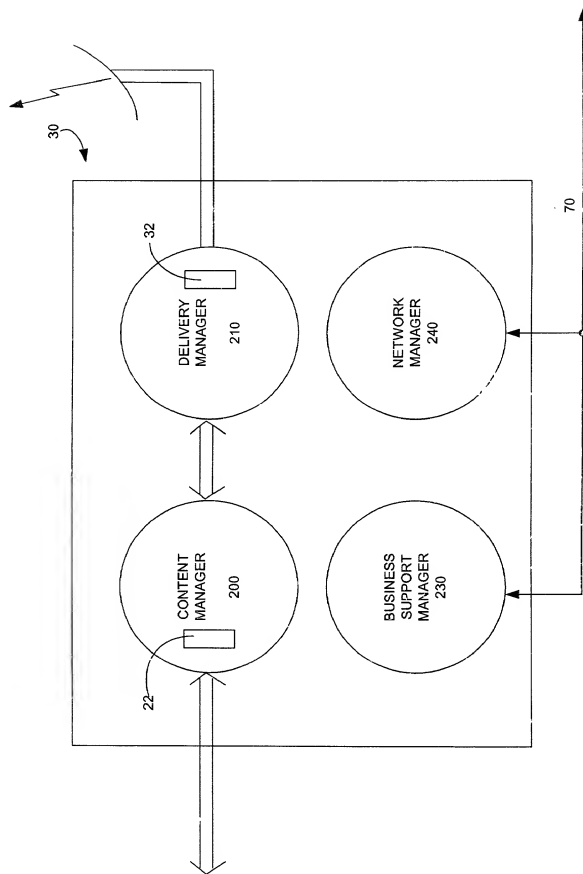 30
32
DELIVERY
MANAGER
210
NETWORK
MANAGER
240
70
22
CONTENT
MANAGER
200
BUSINESS
SUPPORT
MANAGER
230